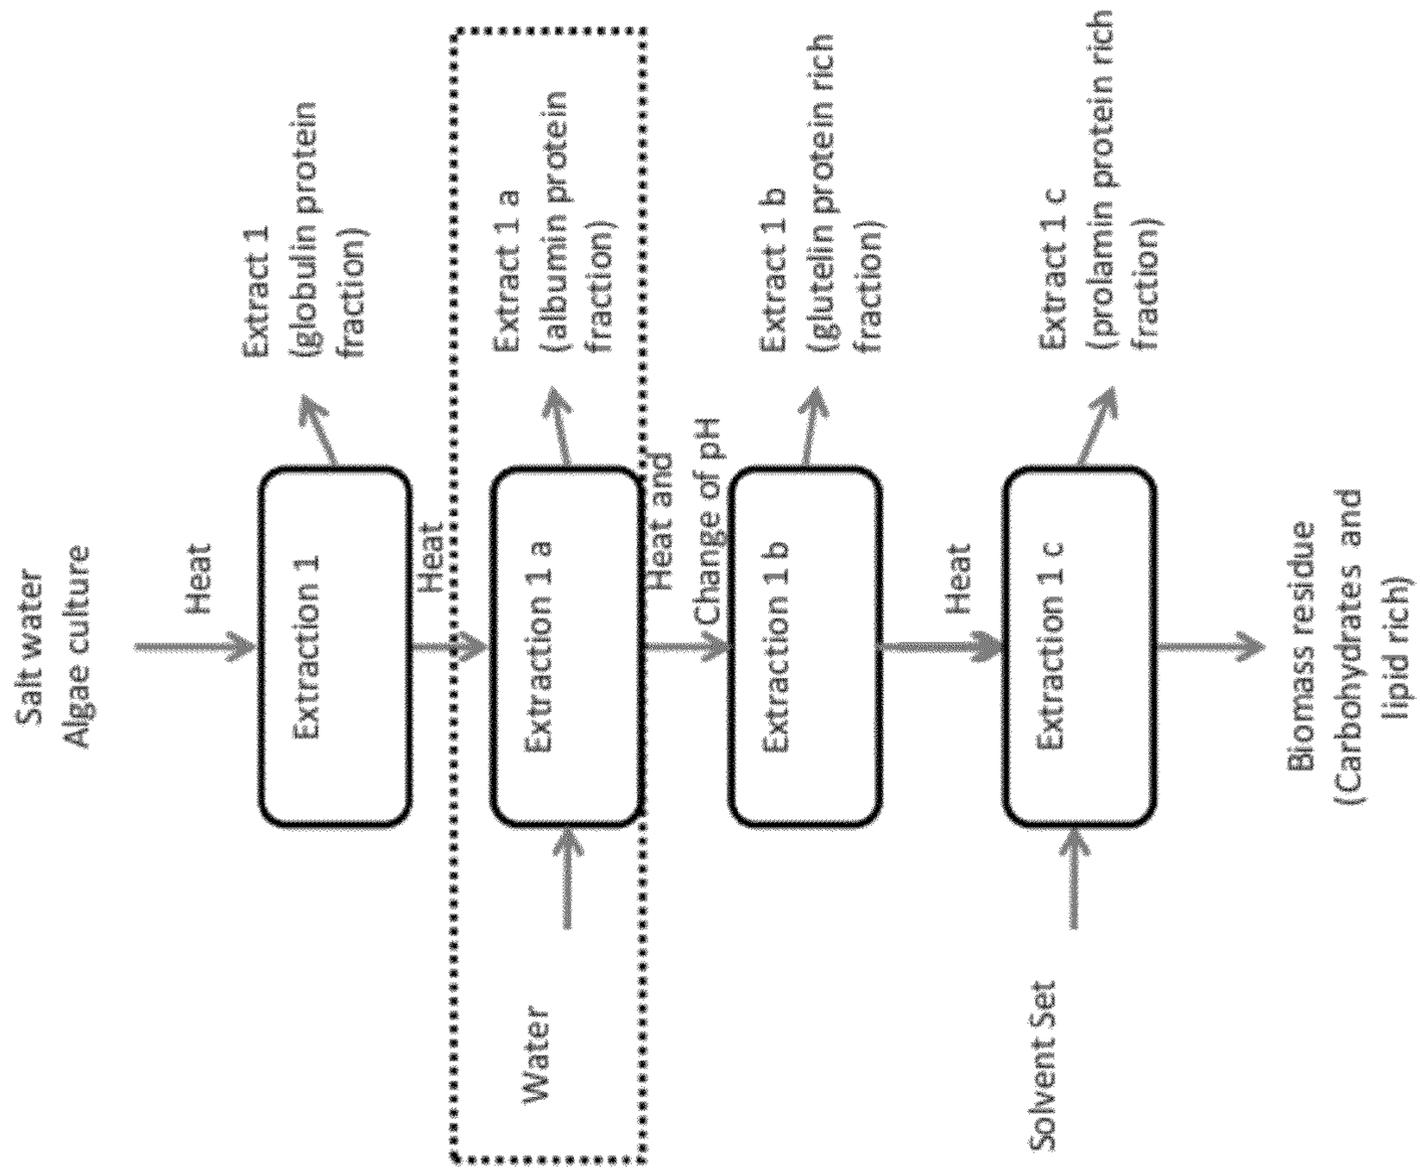 Salt water
Algae culture
Heat
Extraction 1
Extract 1
(globulin protein
fraction)
Heat
Water
Extraction 1 a
Extract 1 a
(albumin protein
fraction)
Heat and
Change of pH
Extraction 1 b
Extract 1 b
(glutelin protein rich
fraction)
Heat
Solvent Set
Extraction 1 c
Extract 1 c
(prolamin protein rich
fraction)
Biomass residue
(Carbohydrates and
lipid rich)